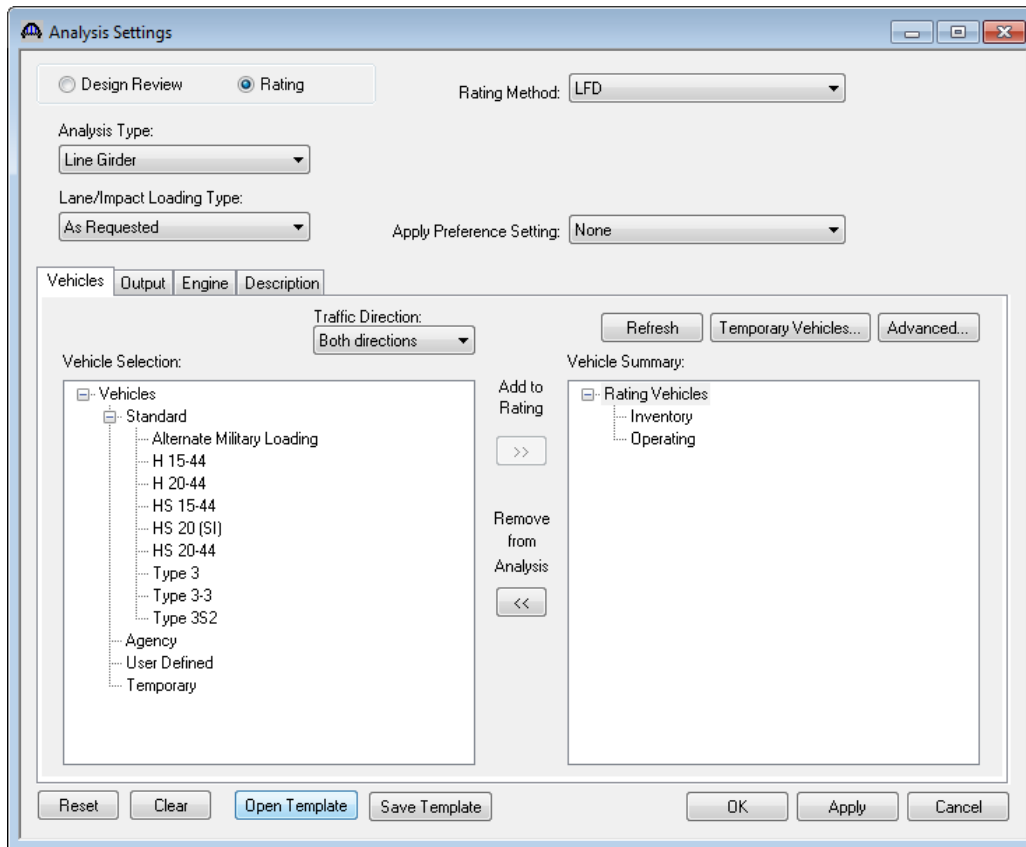 Analysis Settings
Design Review
Rating
Rating Method:
LFD
Analysis Type:
Line Girder
Lane/Impact Loading Type:
As Requested
Apply Preference Setting:
None
Vehicles
Output
Engine
Description
Traffic Direction:
Both directions
Refresh
Temporary Vehicles...
Advanced...
Vehicle Selection:
Vehicles
Standard
Alternate Military Loading
H 15-44
H 20-44
HS 15-44
HS 20 (SI)
HS 20-44
Type 3
Type 3-3
Type 3S2
Agency
User Defined
Temporary
Add to
Rating
>>
Remove
from
Analysis
<<
Vehicle Summary:
Rating Vehicles
Inventory
Operating
Reset
Clear
Open Template
Save Template
OK
Apply
Cancel